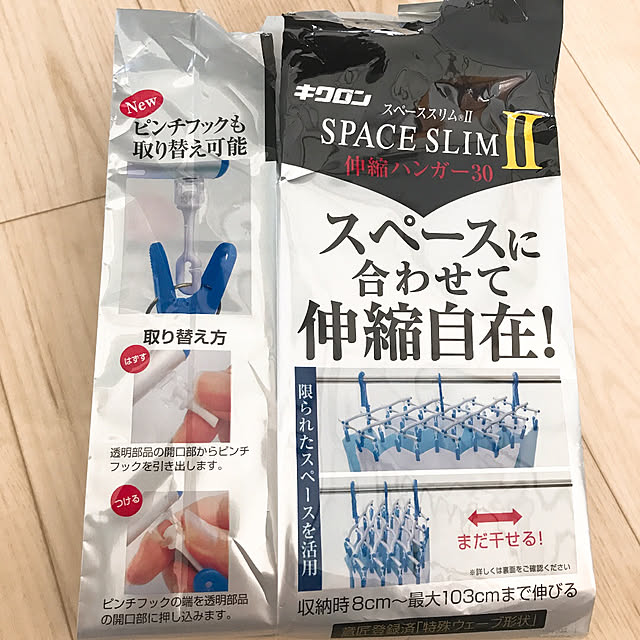 New
ピンチフックも
取り替え可能
取り替え方
はずす
透明部品の開口部からピンチ
フックを引き出します。
つける
ピンチフックの端を透明部品
の開口部に押し込みます。
キクロン
スペーススリム®II
SPACE SLIM II
伸縮ハンガー30
スペースに
合わせて
伸縮自在!
限られたスペースを活用
まだ干せる!
※詳しくは裏面をご確認ください
収納時8cm〜最大103cmまで伸びる
意匠登録済「特殊ウェーブ形状」